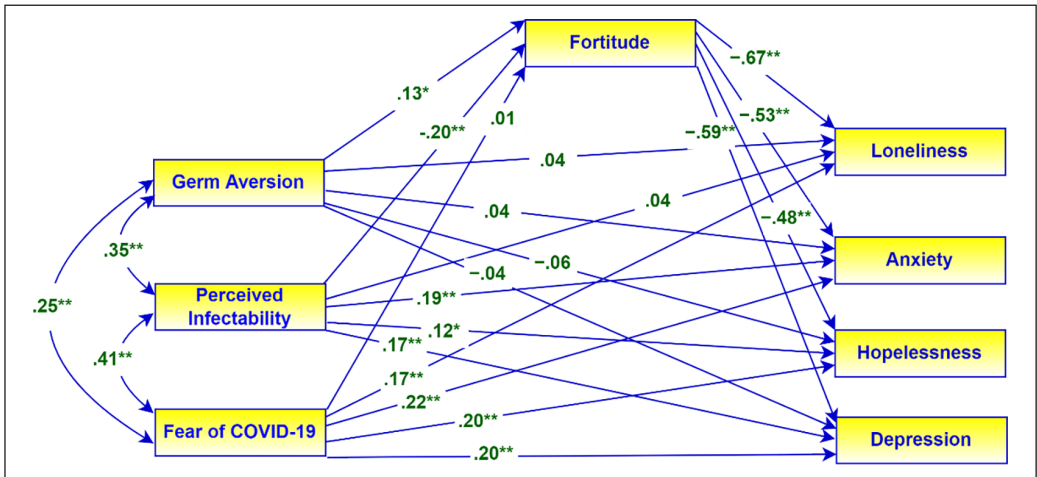 Fortitude
−.67**
.13*
.01
−.53**
-.20**
−.59**
Loneliness
.04
Germ Aversion
.04
.04
−.48**
.35**
−.04
−.06
Anxiety
.25**
Perceived
Infectability
.19**
.12*
.17**
.41**
Hopelessness
.17**
.22**
.20**
Fear of COVID-19
Depression
.20**